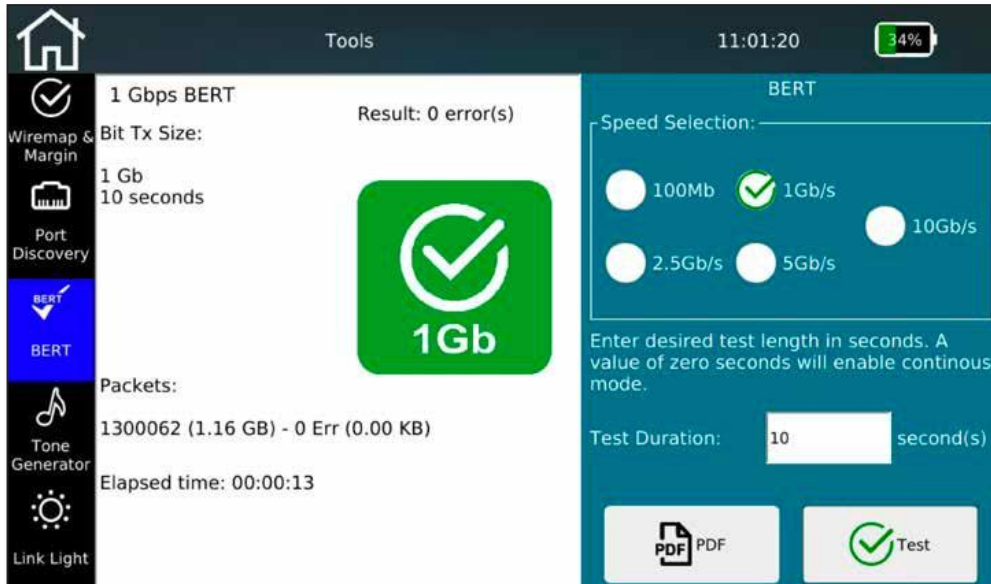 Tools
11:01:20
34%
Wiremap &
Margin
Port
Discovery
BERT
BERT
Tone
Generator
Link Light
1 Gbps BERT
Result: 0 error(s)
Bit Tx Size:
1 Gb
10 seconds
1Gb
Packets:
1300062 (1.16 GB) - 0 Err (0.00 KB)
Elapsed time: 00:00:13
BERT
Speed Selection:
100Mb
1Gb/s
10Gb/s
2.5Gb/s
5Gb/s
Enter desired test length in seconds. A
value of zero seconds will enable continous
mode.
Test Duration:
10
second(s)
PDF
PDF
Test